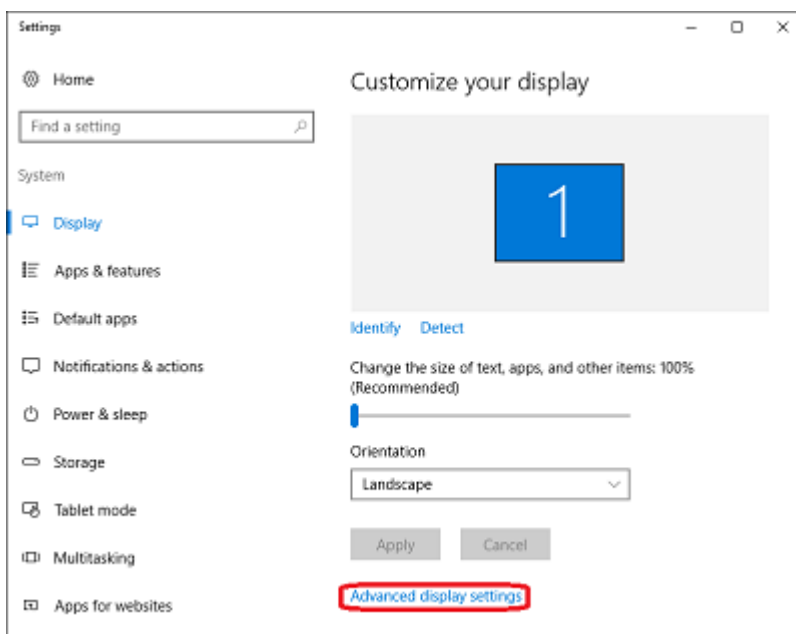 Settings
Home
Find a setting
System
Display
Apps & features
Default apps
Notifications & actions
Power & sleep
Storage
Tablet mode
Multitasking
Apps for websites
Customize your display
1
Identify Detect
Change the size of text, apps, and other items: 100%
(Recommended)
Orientation
Landscape
Apply Cancel
Advanced display settings